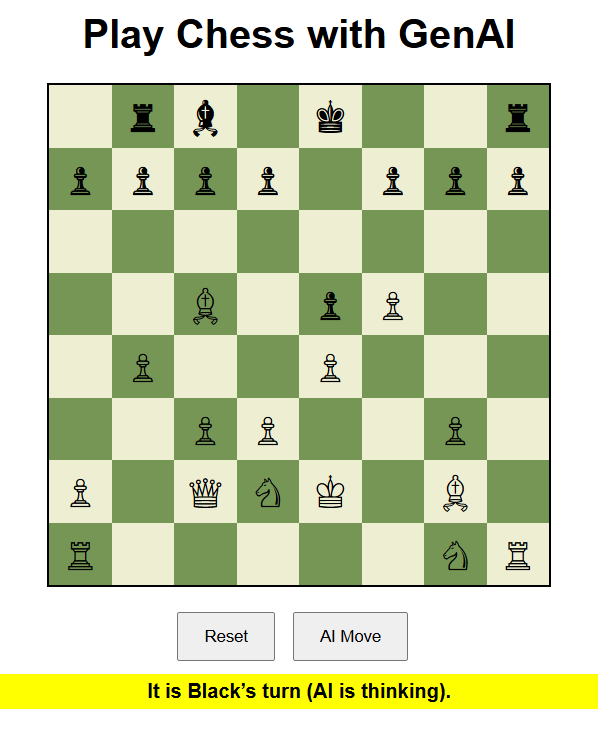 Play Chess with GenAI
Reset
AI Move
It is Black’s turn (AI is thinking).